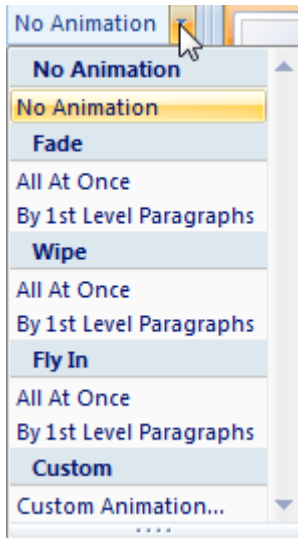 No Animation
No Animation
No Animation
Fade
All At Once
By 1st Level Paragraphs
Wipe
All At Once
By 1st Level Paragraphs
Fly In
All At Once
By 1st Level Paragraphs
Custom
Custom Animation...